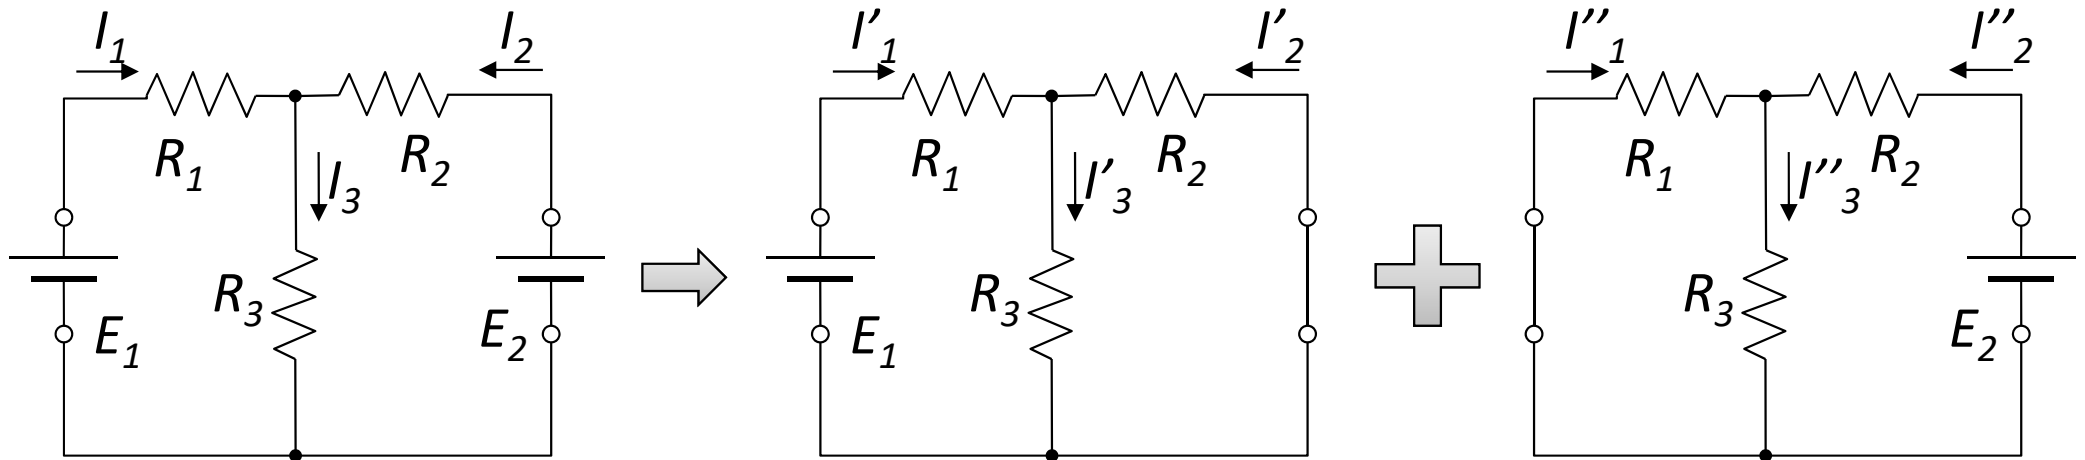 I1 I2 I'1 I'2 I''1 I''2
R1 R2 R1 R2 R1 R2
I3 I'3 I''3
R3 R3 R3
E1 E2 E1 E2